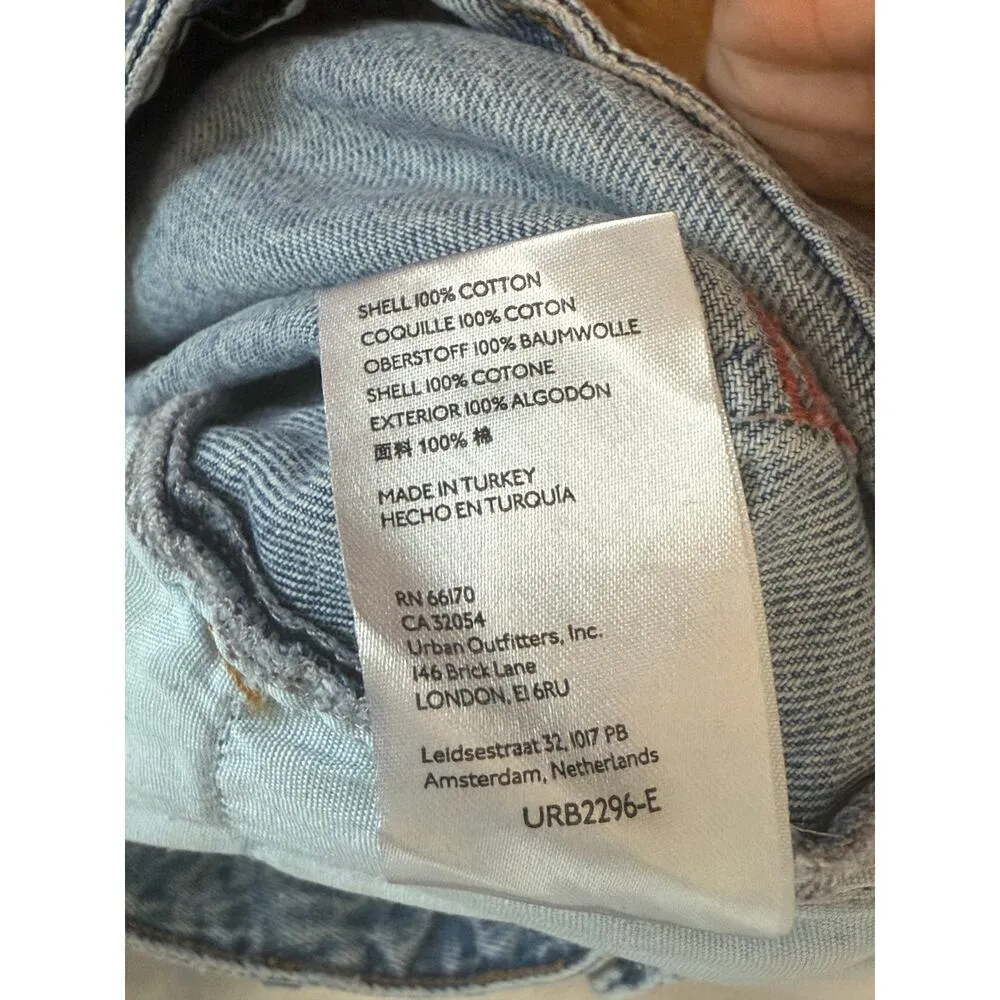 SHELL 100% COTTON
COQUILLE 100% COTON
OBERSTOFF 100% BAUMWOLLE
SHELL 100% COTONE
EXTERIOR 100% ALGODÓN
面料 100% 棉
MADE IN TURKEY
HECHO EN TURQUÍA
RN 66170
CA 32054
Urban Outfitters, Inc.
146 Brick Lane
LONDON, E1 6RU
Leidsestraat 32, 1017 PB
Amsterdam, Netherlands
URB2296-E